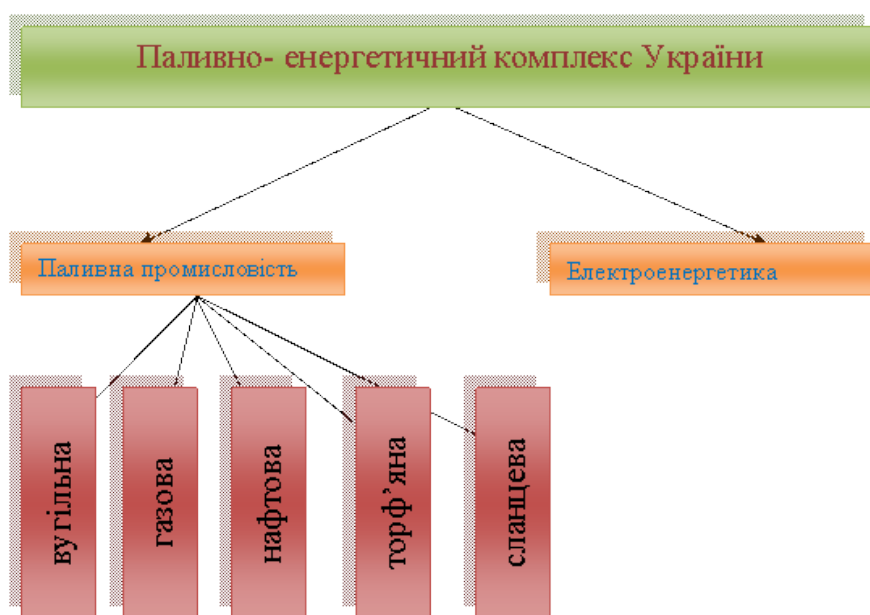 Паливно- енергетичний комплекс України
Паливна промисловість
Електроенергетика
вугільна
газова
нафтова
торф’яна
сланцева